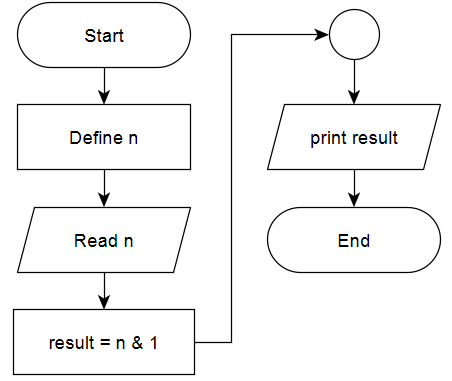 Start
Define n
Read n
result = n & 1
print result
End